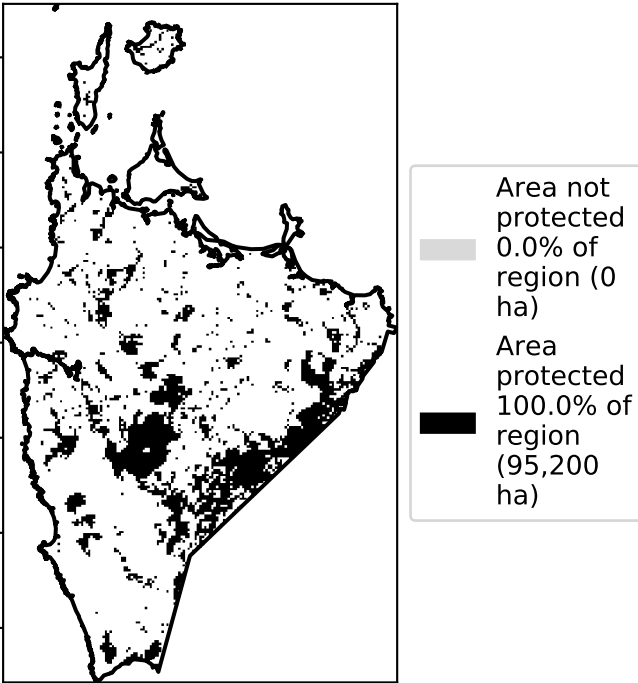 Area not
protected
0.0% of
region (0
ha)
Area
protected
100.0% of
region
(95,200
ha)